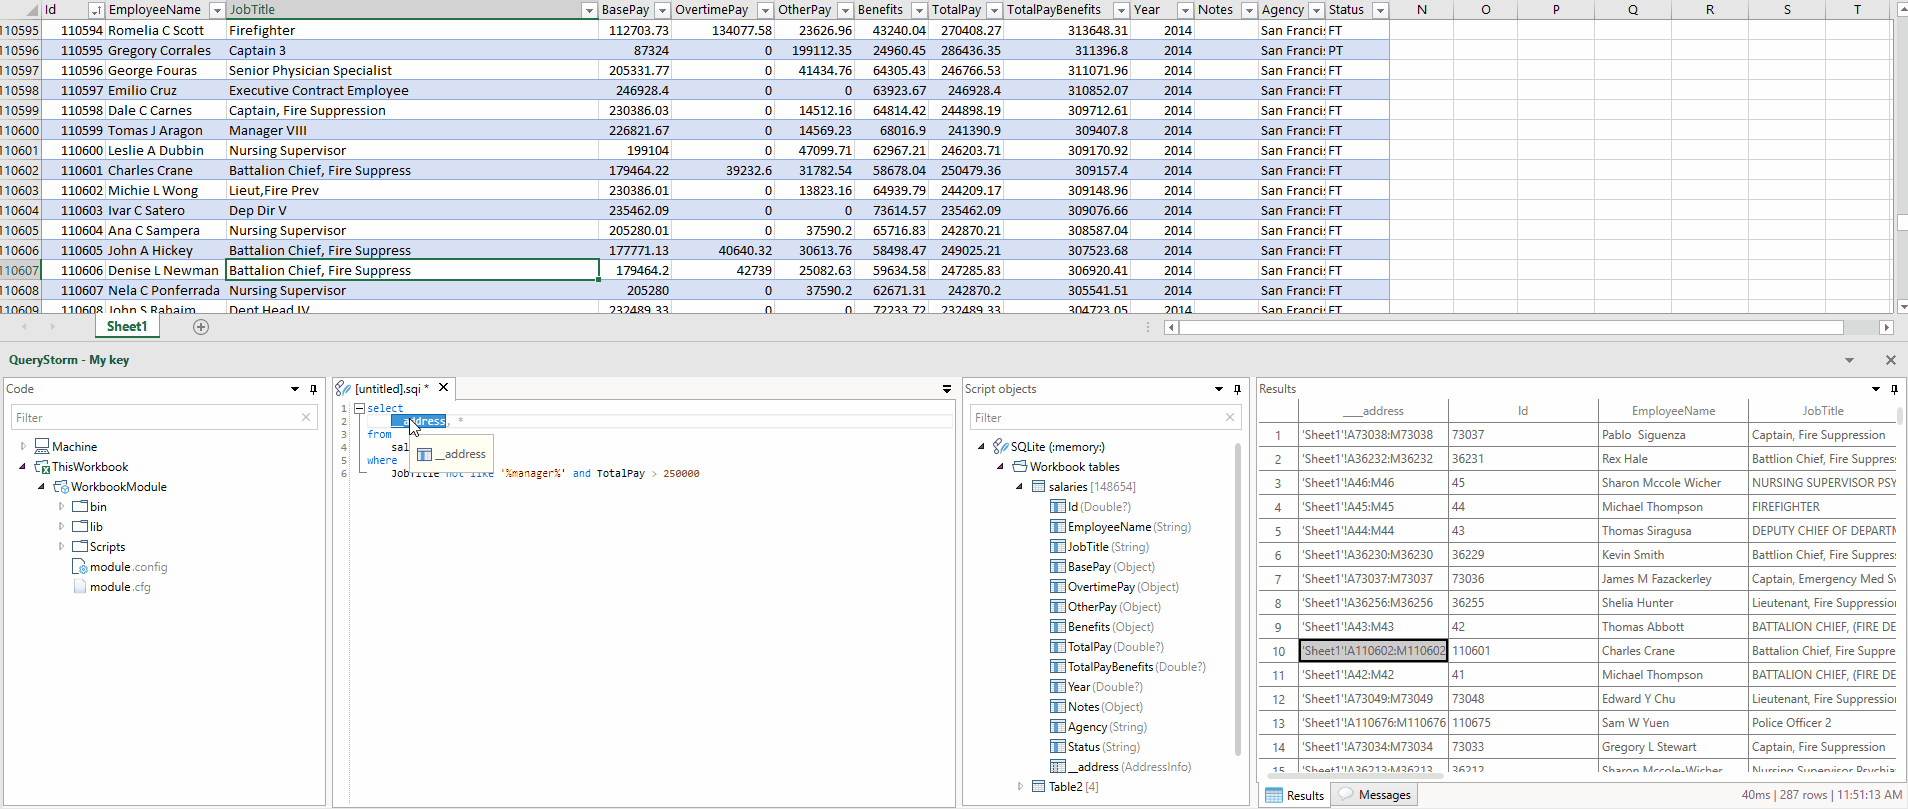 Id EmployeeName JobTitle BasePay OvertimePay OtherPay Benefits TotalPay TotalPayBenefits Year Notes Agency Status N O P Q R S T
110595 110594 Romelia C Scott Firefighter 112703.73 134077.58 23626.96 43240.04 270408.27 313648.31 2014 San Francis FT
110596 110595 Gregory Corrales Captain 3 87324 0 199112.35 24960.45 286436.35 311396.8 2014 San Francis PT
110597 110596 George Fouras Senior Physician Specialist 205331.77 0 41434.76 64305.43 246766.53 311071.96 2014 San Francis FT
110598 110597 Emilio Cruz Executive Contract Employee 246928.4 0 0 63923.67 246928.4 310852.07 2014 San Francis FT
110599 110598 Dale C Carnes Captain, Fire Suppression 230386.03 0 14512.16 64814.42 244898.19 309712.61 2014 San Francis FT
110600 110599 Tomas J Aragon Manager VIII 226821.67 0 14569.23 68016.9 241390.9 309407.8 2014 San Francis FT
110601 110600 Leslie A Dubbin Nursing Supervisor 199104 0 47099.71 62967.21 246203.71 309170.92 2014 San Francis FT
110602 110601 Charles Crane Battalion Chief, Fire Suppress 179464.22 39232.6 31782.54 58678.04 250479.36 309157.4 2014 San Francis FT
110603 110602 Michie L Wong Lieut,Fire Prev 230386.01 0 13823.16 64939.79 244209.17 309148.96 2014 San Francis FT
110604 110603 Ivar C Satero Dep Dir V 235462.09 0 0 73614.57 235462.09 309076.66 2014 San Francis FT
110605 110604 Ana C Sampera Nursing Supervisor 205280.01 0 37590.2 65716.83 242870.21 308587.04 2014 San Francis FT
110606 110605 John A Hickey Battalion Chief, Fire Suppress 177771.13 40640.32 30613.76 58498.47 249025.21 307523.68 2014 San Francis FT
110607 110606 Denise L Newman Battalion Chief, Fire Suppress 179464.2 42739 25082.63 59634.58 247285.83 306920.41 2014 San Francis FT
110608 110607 Nela C Ponferrada Nursing Supervisor 205280 0 37590.2 62671.31 242870.2 305541.51 2014 San Francis FT
110609 110608 John S Rahaim Dept Head IV 232489.33 0 0 72233.72 232489.33 304723.05 2014 San Francis FT
Sheet1
QueryStorm - My key
Code
Filter
Machine
ThisWorkbook
WorkbookModule
bin
lib
Scripts
module.config
module.cfg
[untitled].sql *
1 select
2 __address, *
3 from
4 sal
__address
5 where
6 JobTitle not like '%manager%' and TotalPay > 250000
Script objects
Filter
SQLite (:memory:)
Workbook tables
salaries [148654]
Id (Double?)
EmployeeName (String)
JobTitle (String)
BasePay (Object)
OvertimePay (Object)
OtherPay (Object)
Benefits (Object)
TotalPay (Double?)
TotalPayBenefits (Double?)
Year (Double?)
Notes (Object)
Agency (String)
Status (String)
__address (AddressInfo)
Table2 [4]
Results
____address Id EmployeeName JobTitle
1 'Sheet1'!A73038:M73038 73037 Pablo Siguenza Captain, Fire Suppression
2 'Sheet1'!A36232:M36232 36231 Rex Hale Battlion Chief, Fire Suppress
3 'Sheet1'!A46:M46 45 Sharon Mccole Wicher NURSING SUPERVISOR PSY
4 'Sheet1'!A45:M45 44 Michael Thompson FIREFIGHTER
5 'Sheet1'!A44:M44 43 Thomas Siragusa DEPUTY CHIEF OF DEPARTM
6 'Sheet1'!A36230:M36230 36229 Kevin Smith Battlion Chief, Fire Suppress
7 'Sheet1'!A73037:M73037 73036 James M Fazackerley Captain, Emergency Med Sv
8 'Sheet1'!A36256:M36256 36255 Shelia Hunter Lieutenant, Fire Suppression
9 'Sheet1'!A43:M43 42 Thomas Abbott BATTALION CHIEF, (FIRE DE
10 'Sheet1'!A110602:M110602 110601 Charles Crane Battalion Chief, Fire Suppre
11 'Sheet1'!A42:M42 41 Michael Thompson BATTALION CHIEF, (FIRE DE
12 'Sheet1'!A73049:M73049 73048 Edward Y Chu Lieutenant, Fire Suppression
13 'Sheet1'!A110676:M110676 110675 Sam W Yuen Police Officer 2
14 'Sheet1'!A73034:M73034 73033 Gregory L Stewart Captain, Fire Suppression
15 'Sheet1'!A36213:M36213 36212 Sharon Mccole-Wicher Nursing Supervisor Psychia
Results Messages 40ms | 287 rows | 11:51:13 AM